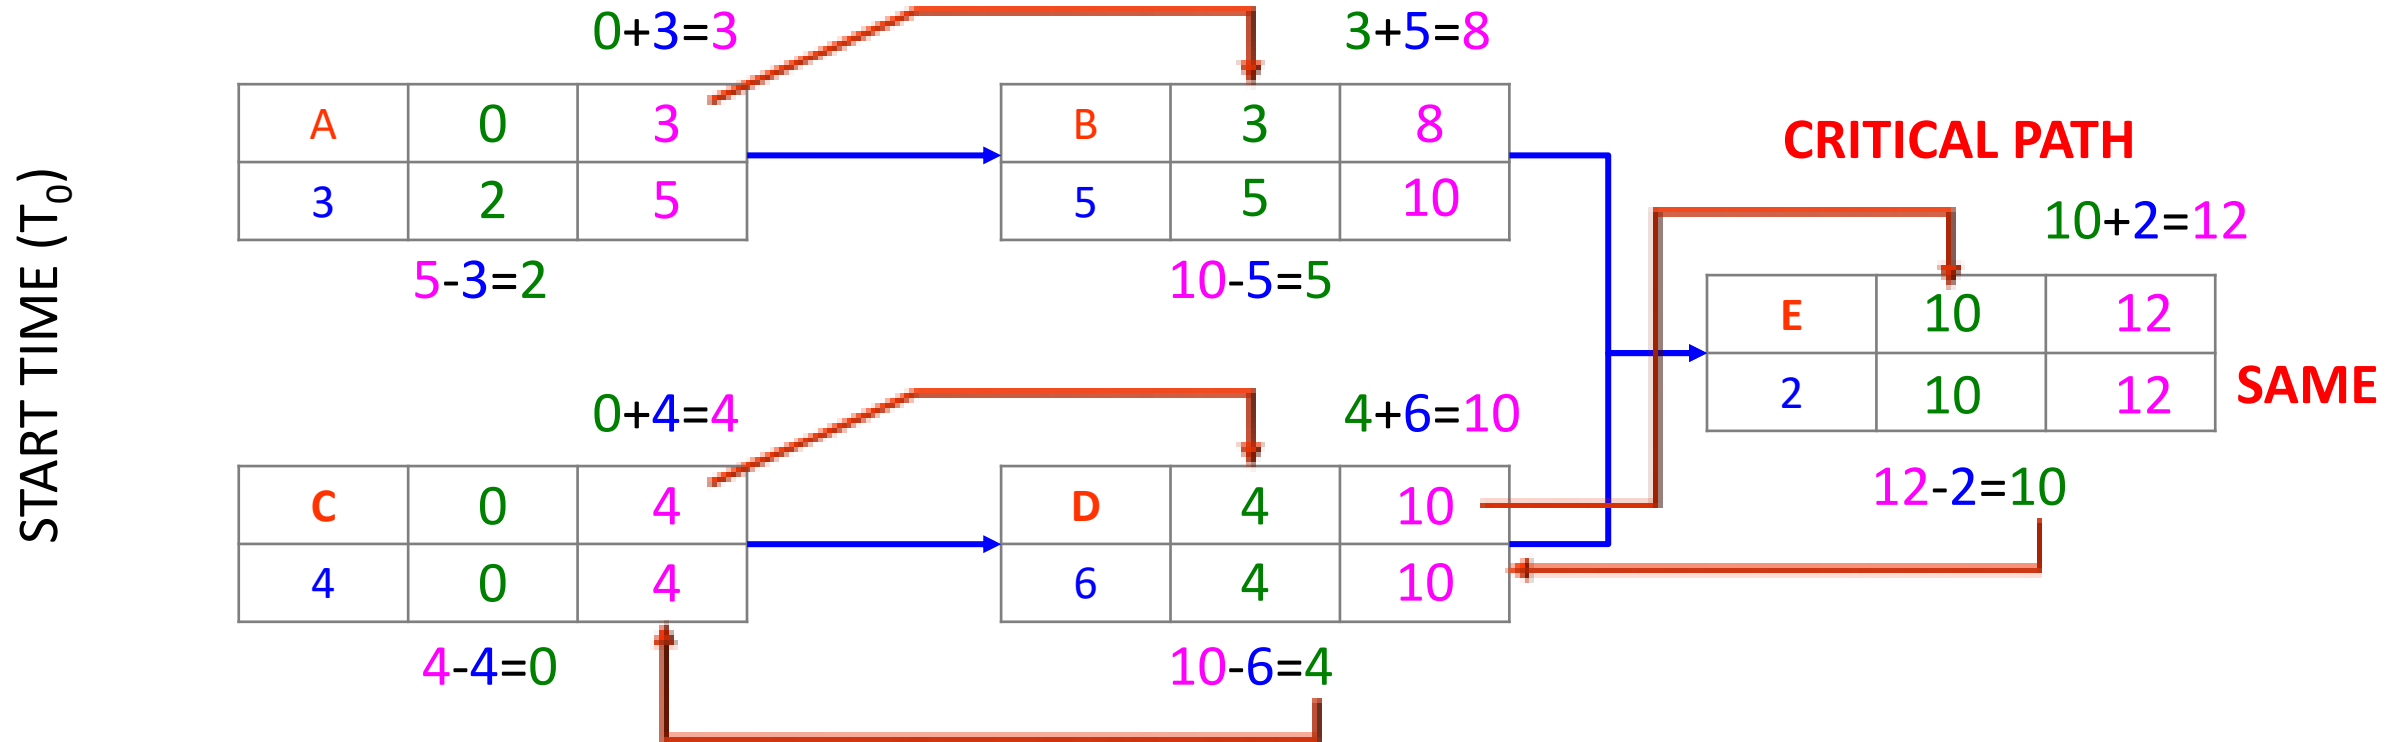 START TIME (T0)
0+3=3
3+5=8
A 0 3
3 2 5
5-3=2
B 3 8
5 5 10
10-5=5
CRITICAL PATH
10+2=12
E 10 12
2 10 12
SAME
12-2=10
0+4=4
4+6=10
C 0 4
4 0 4
4-4=0
D 4 10
6 4 10
10-6=4